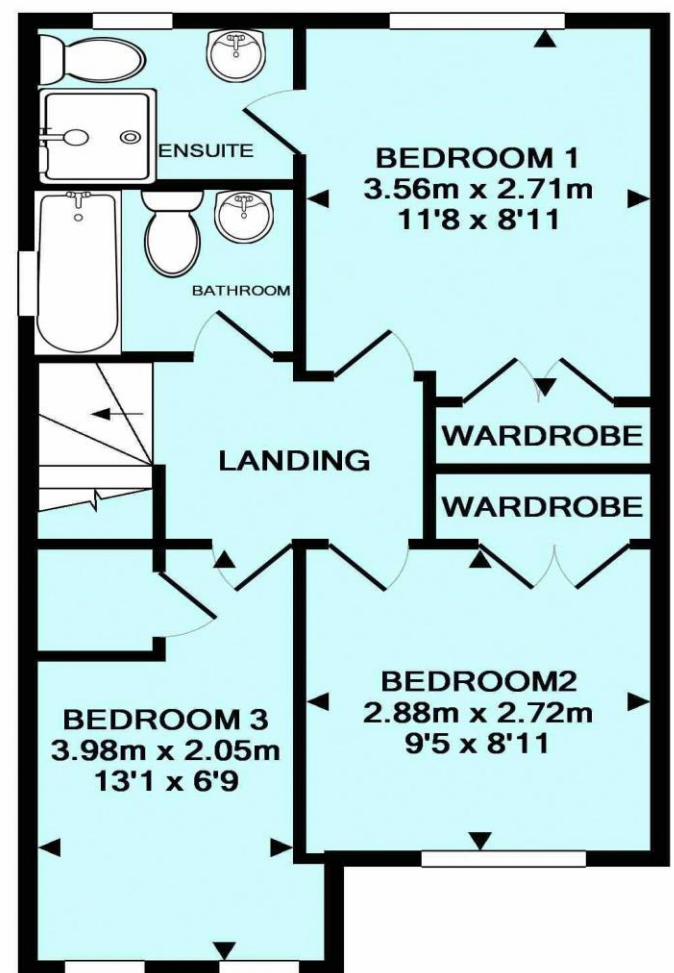 ENSUITE
BEDROOM 1
3.56m x 2.71m
11'8 x 8'11
BATHROOM
LANDING
WARDROBE
WARDROBE
BEDROOM2
2.88m x 2.72m
9'5 x 8'11
BEDROOM 3
3.98m x 2.05m
13'1 x 6'9